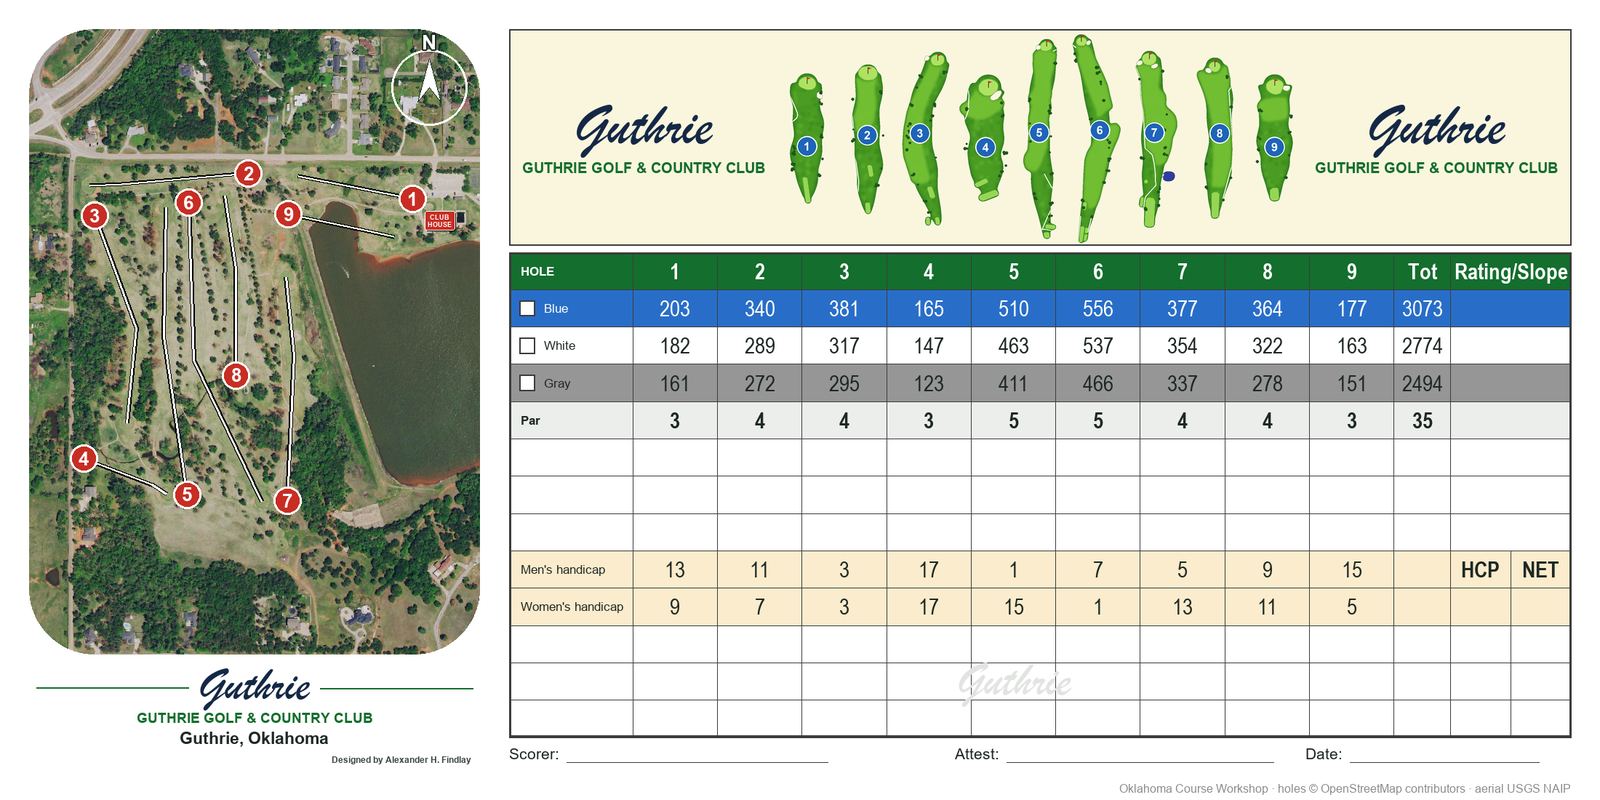 N
2
1
6
3
9
CLUB
HOUSE
8
4
5
7
Guthrie
GUTHRIE GOLF & COUNTRY CLUB
Guthrie, Oklahoma
Designed by Alexander H. Findlay
Guthrie
GUTHRIE GOLF & COUNTRY CLUB
1 2 3 4 5 6 7 8 9
Guthrie
GUTHRIE GOLF & COUNTRY CLUB
HOLE 1 2 3 4 5 6 7 8 9 Tot Rating/Slope
Blue 203 340 381 165 510 556 377 364 177 3073
White 182 289 317 147 463 537 354 322 163 2774
Gray 161 272 295 123 411 466 337 278 151 2494
Par 3 4 4 3 5 5 4 4 3 35
Men's handicap 13 11 3 17 1 7 5 9 15 HCP NET
Women's handicap 9 7 3 17 15 1 13 11 5
Guthrie
Scorer: Attest: Date:
Oklahoma Course Workshop · holes © OpenStreetMap contributors · aerial USGS NAIP